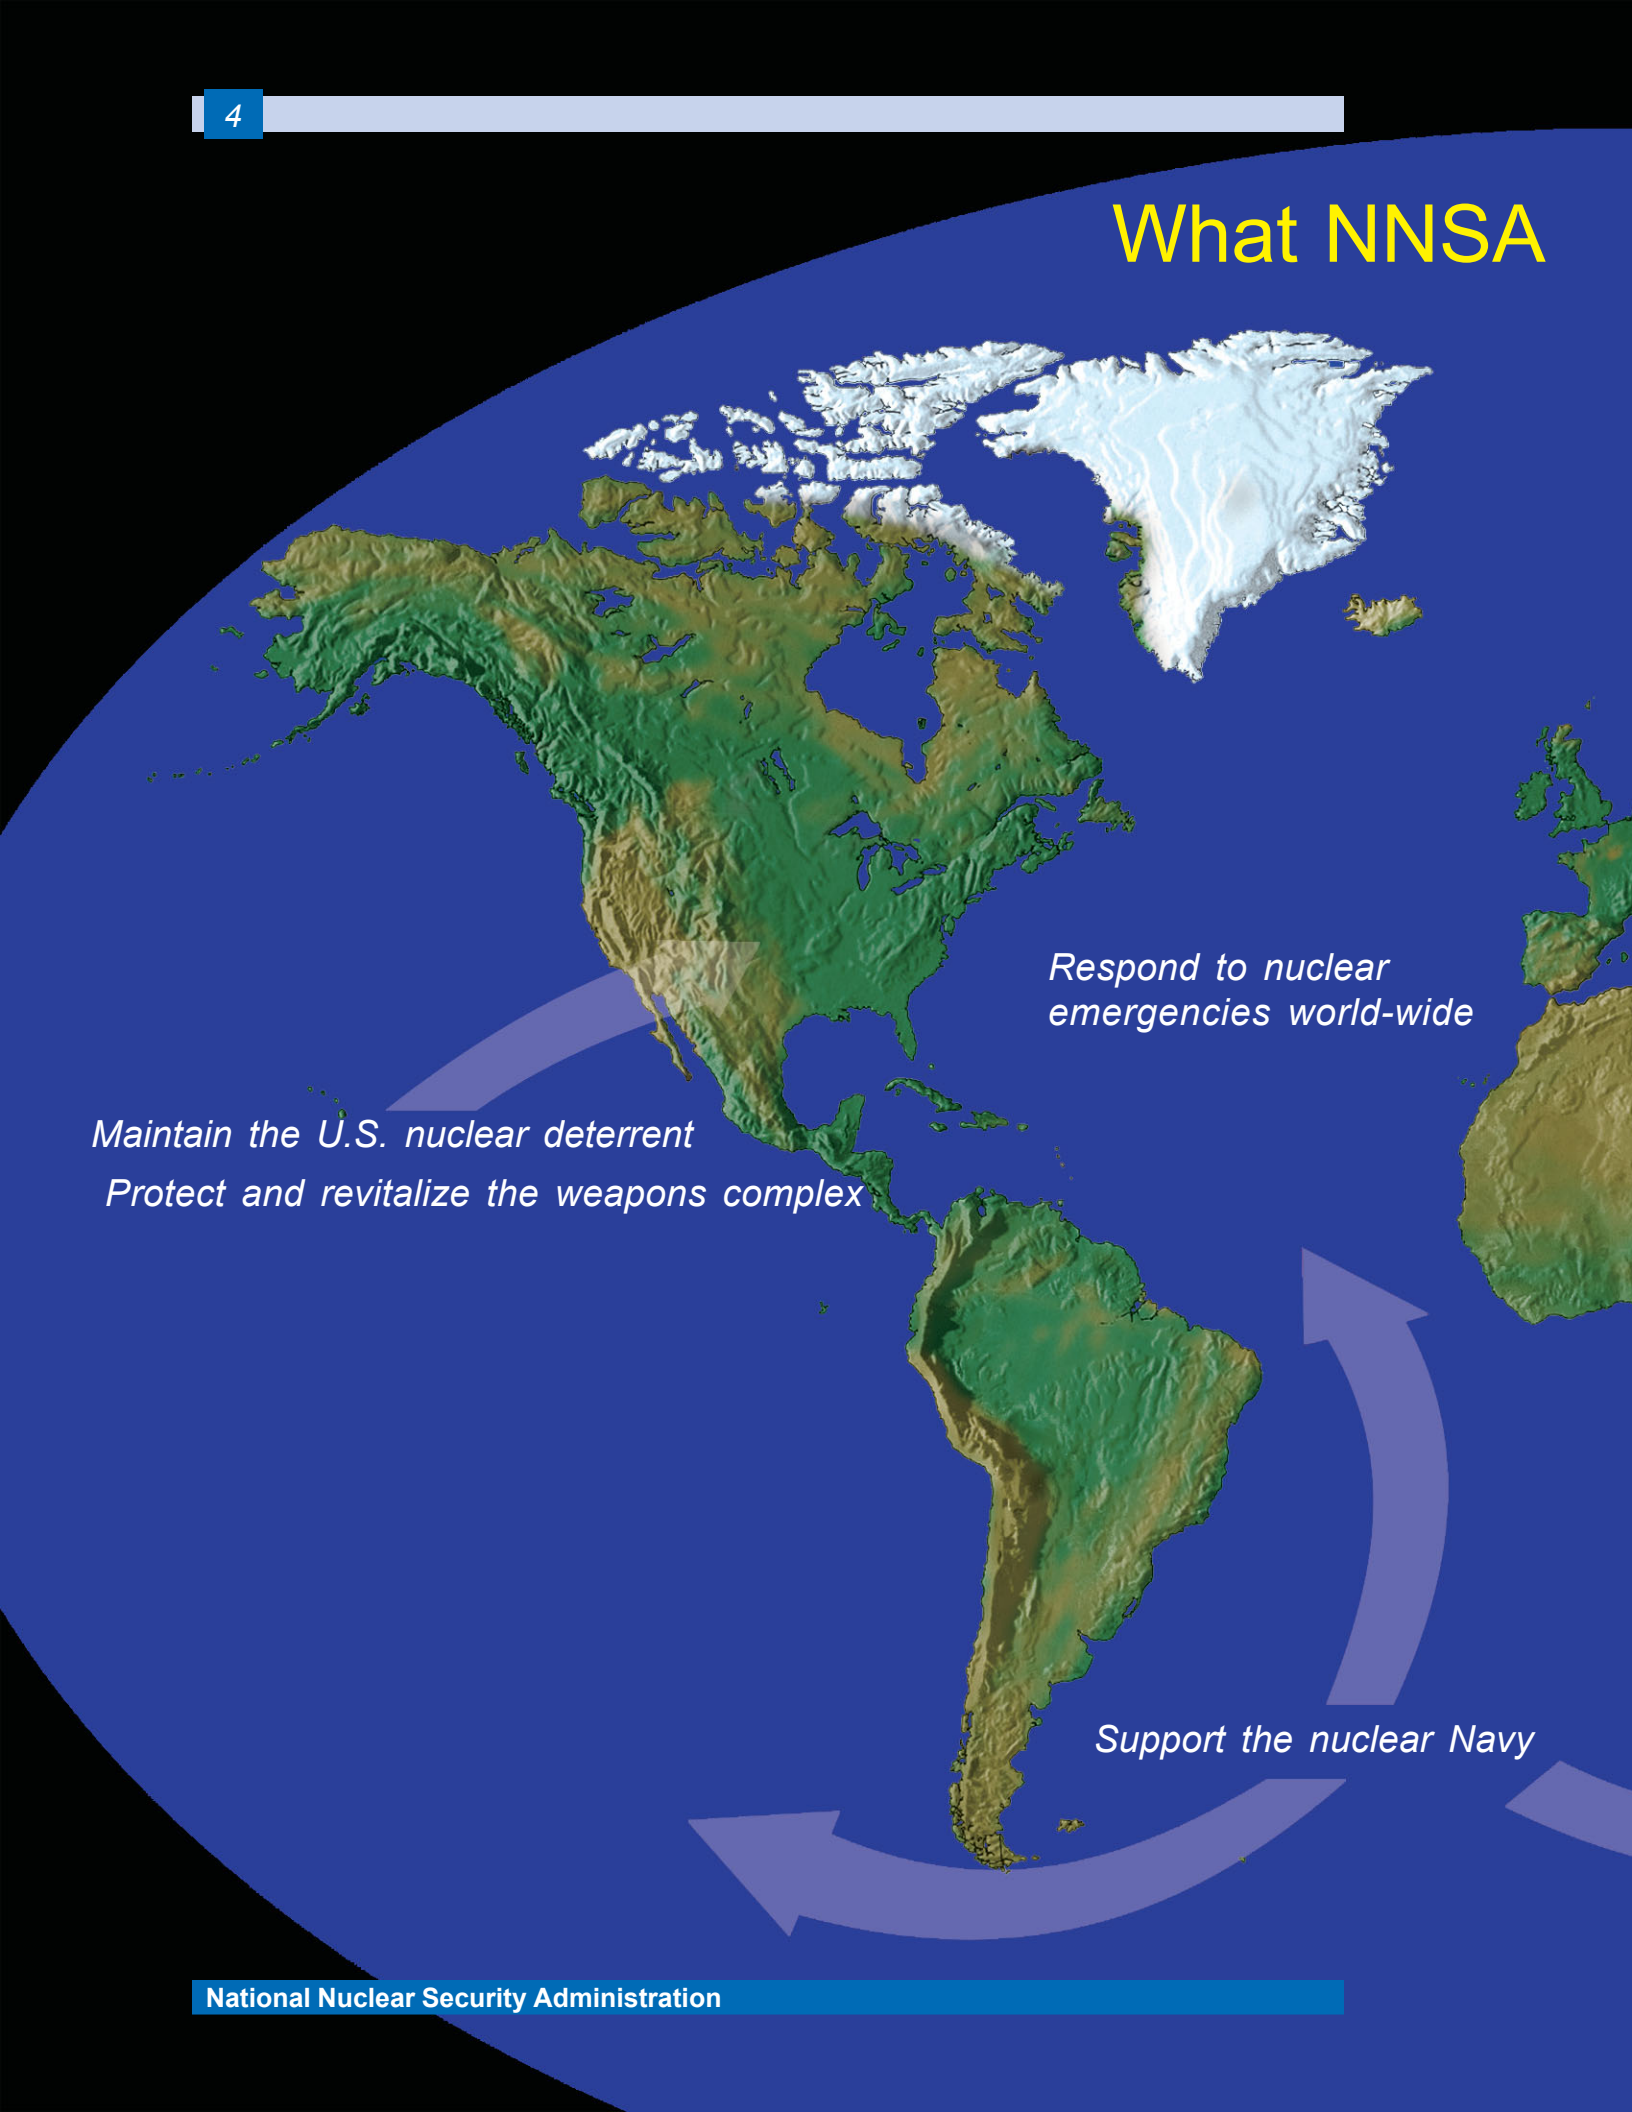 4
What NNSA
Respond to nuclear
emergencies world-wide
Maintain the U.S. nuclear deterrent
Protect and revitalize the weapons complex
Support the nuclear Navy
National Nuclear Security Administration